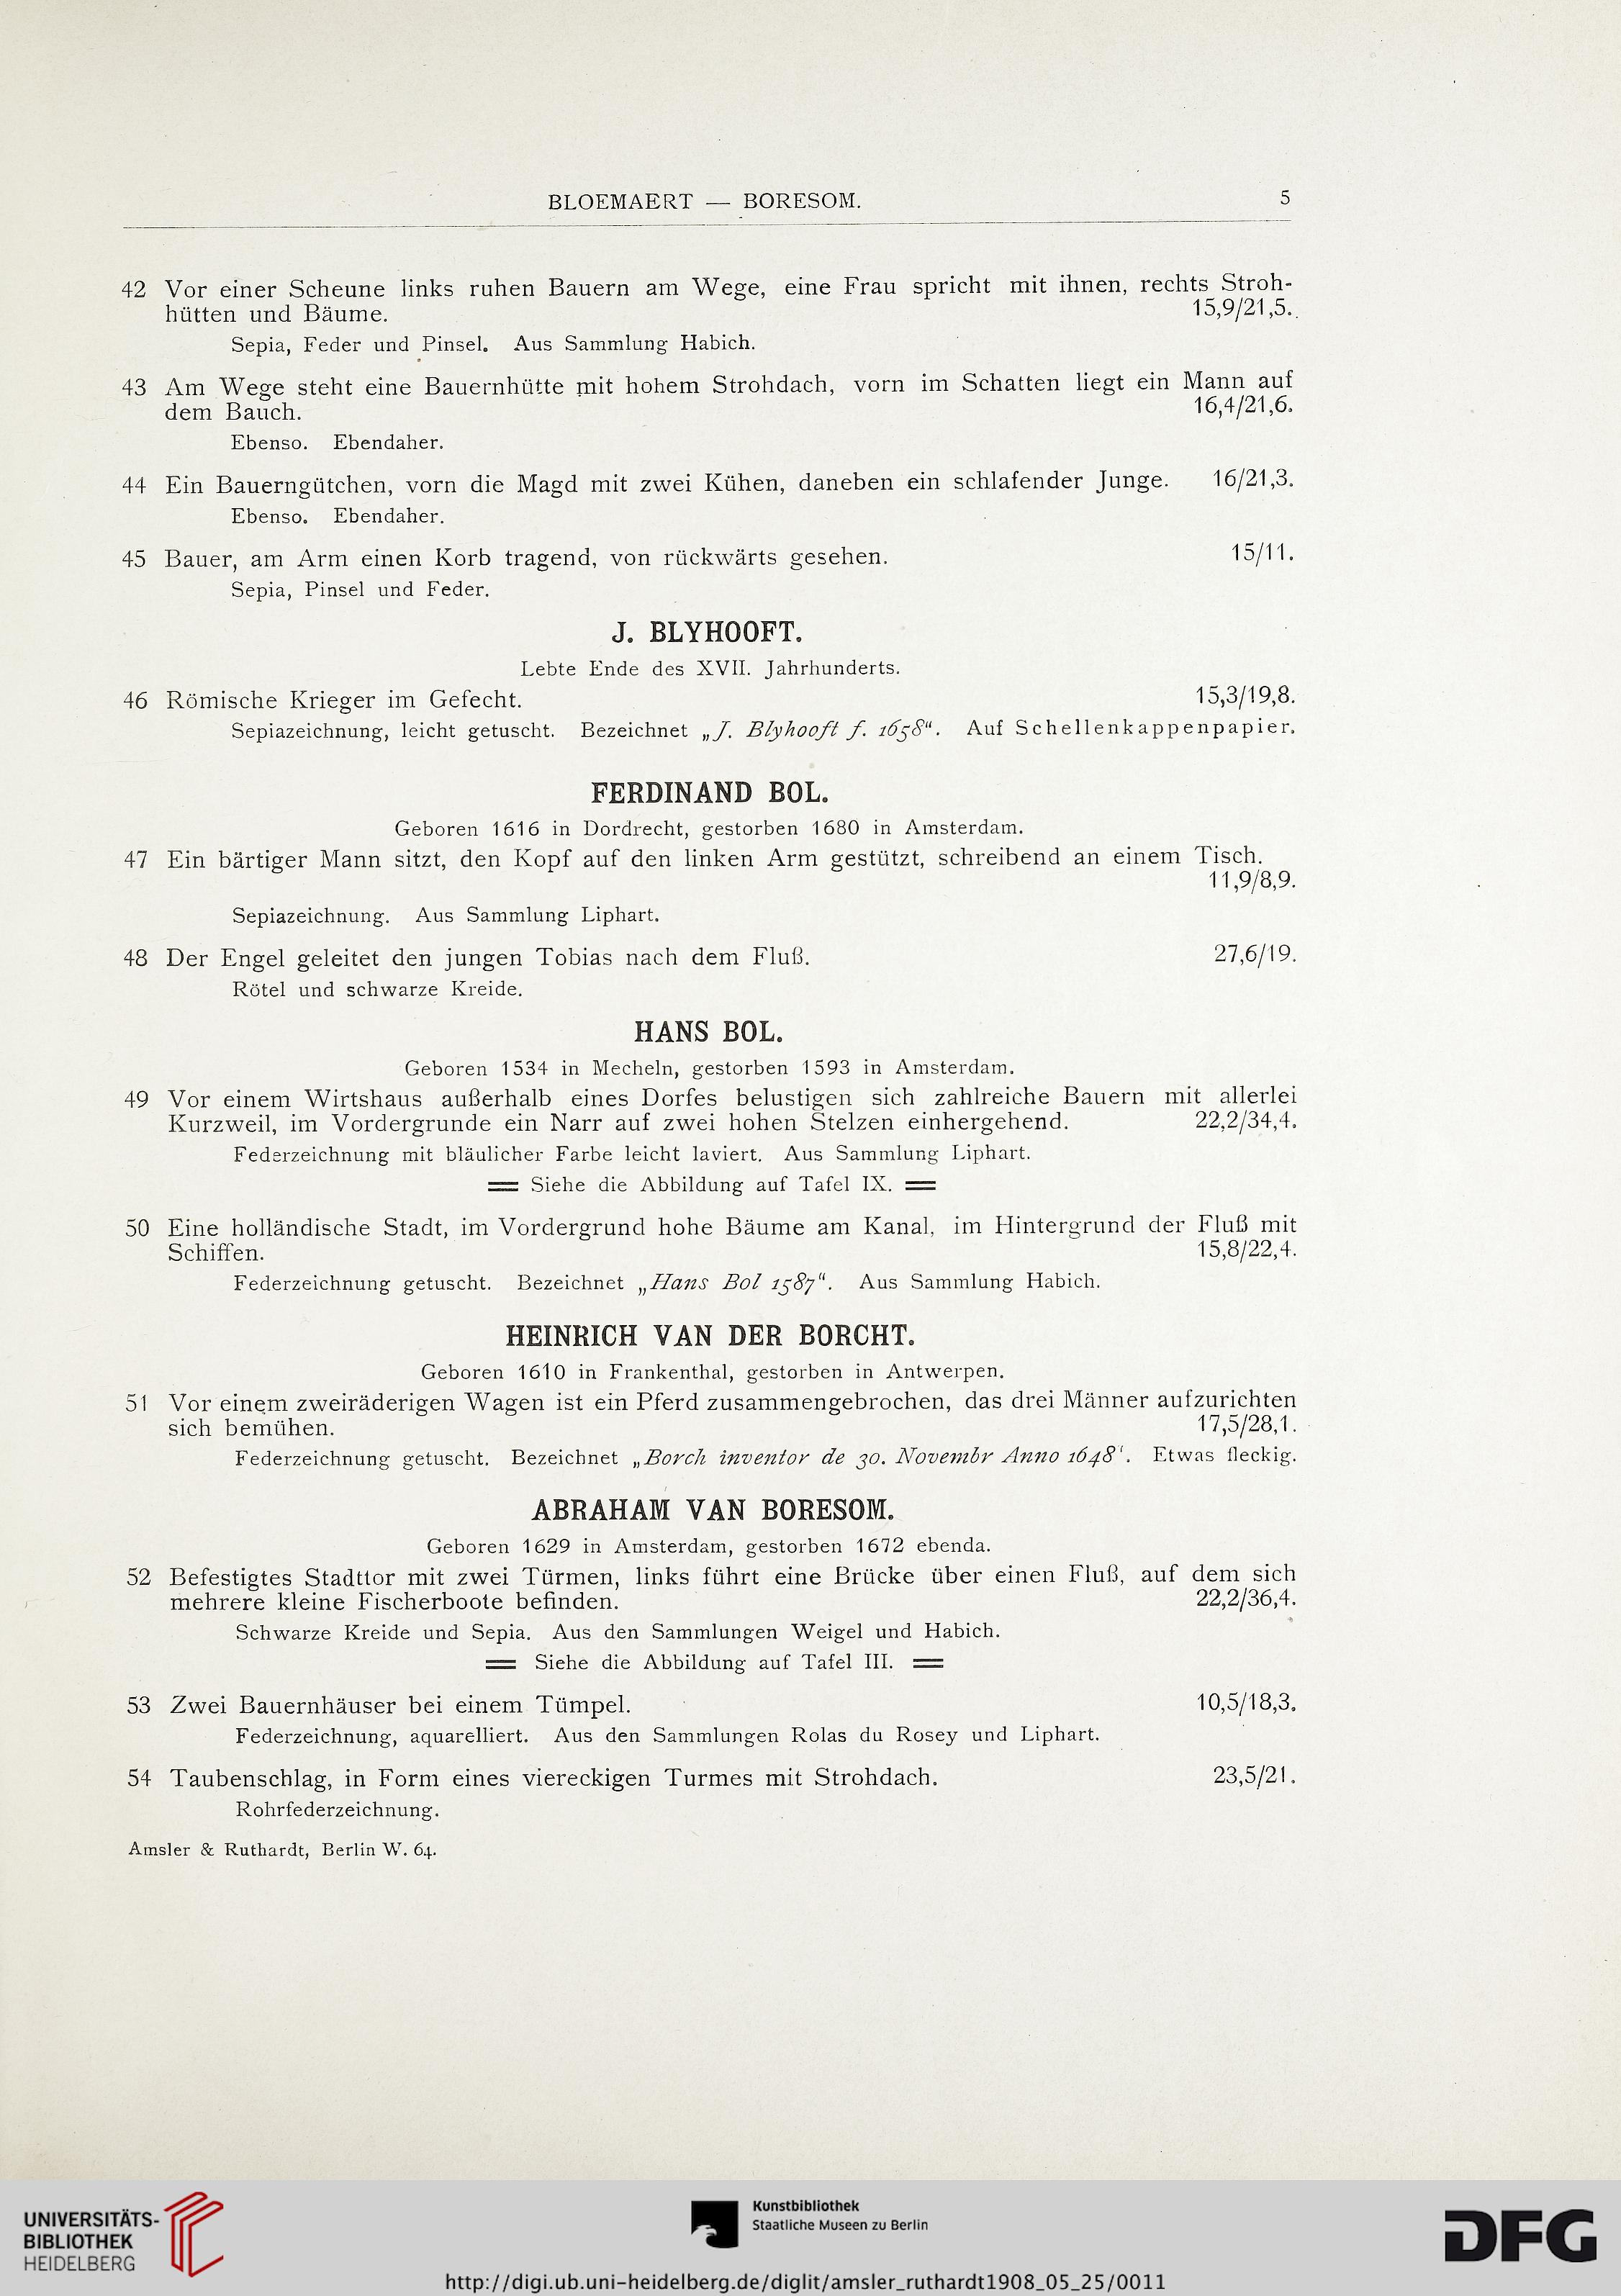 BLOEMAERT — BORESOM. 5
42 Vor einer Scheune links ruhen Bauern am Wege, eine Frau spricht mit ihnen, rechts Stroh-
hütten und Bäume. 15,9/21,5.
Sepia, Feder und Pinsel. Aus Sammlung Habich.
43 Am Wege steht eine Bauernhütte mit hohem Strohdach, vorn im Schatten liegt ein Mann auf
dem Bauch. 16,4/21,6.
Ebenso. Ebendaher.
44 Ein Bauerngütchen, vorn die Magd mit zwei Kühen, daneben ein schlafender Junge. 16/21,3.
Ebenso. Ebendaher.
45 Bauer, am Arm einen Korb tragend, von rückwärts gesehen. 15/11.
Sepia, Pinsel und Feder.
J. BLYHOOFT.
Lebte Ende des XVII. Jahrhunderts.
46 Römische Krieger im Gefecht. 15,3/19,8.
Sepiazeichnung, leicht getuscht. Bezeichnet „J. Blyhooft f. 1658“. Auf Schellenkappenpapier.
FERDINAND BOL.
Geboren 1616 in Dordrecht, gestorben 1680 in Amsterdam.
47 Ein bärtiger Mann sitzt, den Kopf auf den linken Arm gestützt, schreibend an einem Tisch.
11,9/8,9.
Sepiazeichnung. Aus Sammlung Liphart.
48 Der Engel geleitet den jungen Tobias nach dem Fluß. 27,6/19.
Rötel und schwarze Kreide.
HANS BOL.
Geboren 1534 in Mecheln, gestorben 1593 in Amsterdam.
49 Vor einem Wirtshaus außerhalb eines Dorfes belustigen sich zahlreiche Bauern mit allerlei
Kurzweil, im Vordergrunde ein Narr auf zwei hohen Stelzen einhergehend. 22,2/34,4.
Federzeichnung mit bläulicher Farbe leicht laviert. Aus Sammlung Liphart.
== Siehe die Abbildung auf Tafel IX. ==
50 Eine holländische Stadt, im Vordergrund hohe Bäume am Kanal, im Hintergrund der Fluß mit
Schiffen. 15,8/22,4.
Federzeichnung getuscht. Bezeichnet „Hans Bol 1587“. Aus Sammlung Habich.
HEINRICH VAN DER BORCHT.
Geboren 1610 in Frankenthal, gestorben in Antwerpen.
51 Vor einem zweiräderigen Wagen ist ein Pferd zusammengebrochen, das drei Männer aufzurichten
sich bemühen. 17,5/28,1.
Federzeichnung getuscht. Bezeichnet „Borch inventor de 30. Novembr Anno 1648‘. Etwas fleckig.
ABRAHAM VAN BORESOM.
Geboren 1629 in Amsterdam, gestorben 1672 ebenda.
52 Befestigtes Stadttor mit zwei Türmen, links führt eine Brücke über einen Fluß, auf dem sich
mehrere kleine Fischerboote befinden. 22,2/36,4.
Schwarze Kreide und Sepia. Aus den Sammlungen Weigel und Habich.
== Siehe die Abbildung auf Tafel III. ==
53 Zwei Bauernhäuser bei einem Tümpel. 10,5/18,3.
Federzeichnung, aquarelliert. Aus den Sammlungen Rolas du Rosey und Liphart.
54 Taubenschlag, in Form eines viereckigen Turmes mit Strohdach. 23,5/21.
Rohrfederzeichnung.
Amsler & Ruthardt, Berlin W. 64.
UNIVERSITÄTS-
BIBLIOTHEK
HEIDELBERG
Kunstbibliothek
Staatliche Museen zu Berlin
DFG
http://digi.ub.uni-heidelberg.de/diglit/amsler_ruthardt1908_05_25/0011